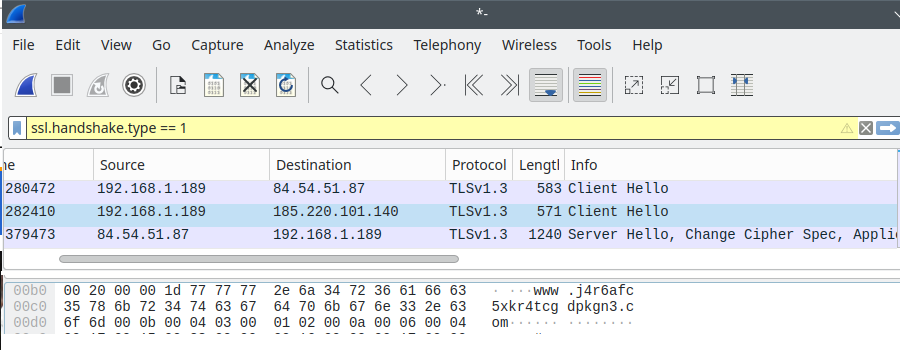 *-
File Edit View Go Capture Analyze Statistics Telephony Wireless Tools Help
ssl.handshake.type == 1
ne Source Destination Protocol Lengtl Info
280472 192.168.1.189 84.54.51.87 TLSv1.3 583 Client Hello
282410 192.168.1.189 185.220.101.140 TLSv1.3 571 Client Hello
379473 84.54.51.87 192.168.1.189 TLSv1.3 1240 Server Hello, Change Cipher Spec, Applic
00b0 00 20 00 00 1d 77 77 77 2e 6a 34 72 36 61 66 63 · ···www .j4r6afc
00c0 35 78 6b 72 34 74 63 67 64 70 6b 67 6e 33 2e 63 5xkr4tcg dpkgn3.c
00d0 6f 6d 00 0b 00 04 03 00 01 02 00 0a 00 06 00 04 om······ ········